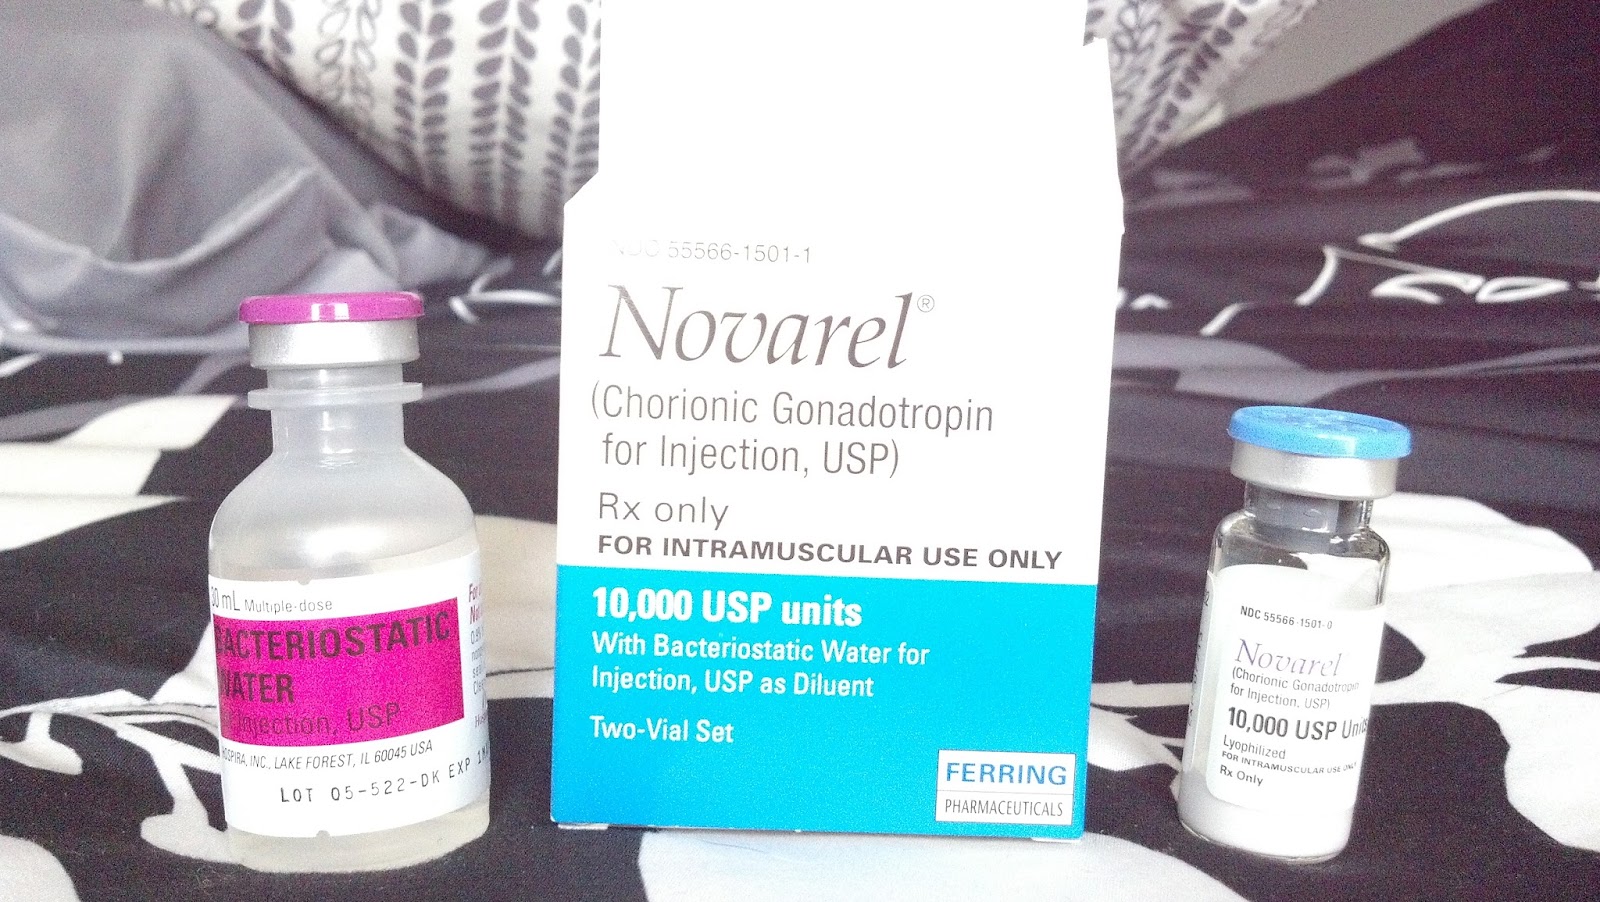 30 mL Multiple-dose
BACTERIOSTATIC
WATER
Injection, USP
HOSPIRA, INC., LAKE FOREST, IL 60045 USA
LOT 05-522-DK EXP
NDC 55566-1501-1
Novarel®
(Chorionic Gonadotropin
for Injection, USP)
Rx only
FOR INTRAMUSCULAR USE ONLY
10,000 USP units
With Bacteriostatic Water for
Injection, USP as Diluent
Two-Vial Set
FERRING
PHARMACEUTICALS
NDC 55566-1501-0
Novarel
(Chorionic Gonadotropin
for Injection, USP)
10,000 USP Units
Lyophilized
FOR INTRAMUSCULAR USE ONLY
Rx Only